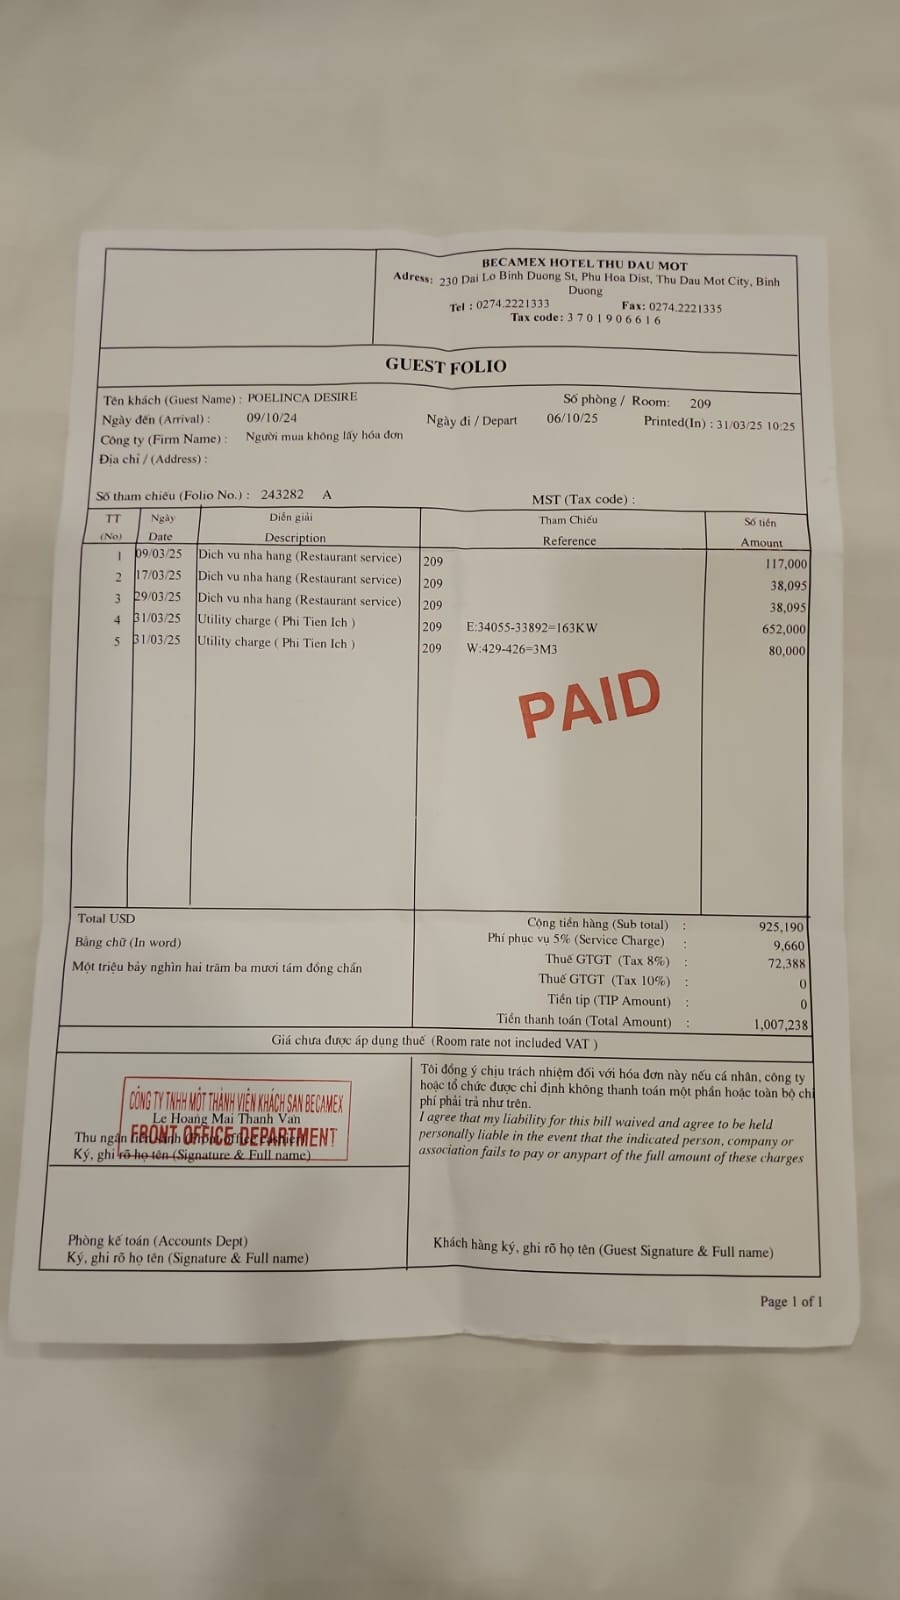 BECAMEX HOTEL THU DAU MOT
Adress: 230 Dai Lo Binh Duong St, Phu Hoa Dist, Thu Dau Mot City, Binh
Duong
Tel : 0274.2221333 Fax: 0274.2221335
Tax code: 3 7 0 1 9 0 6 6 1 6
GUEST FOLIO
Tên khách (Guest Name) : POELINCA DESIRE Số phòng / Room: 209
Ngày đến (Arrival) : 09/10/24 Ngày đi / Depart 06/10/25 Printed(In) : 31/03/25 10:25
Công ty (Firm Name) : Người mua không lấy hóa đơn
Địa chỉ / (Address) :
Số tham chiếu (Folio No.) : 243282 A MST (Tax code) :
TT Ngày Diễn giải Tham Chiếu Số tiền
(No) Date Description Reference Amount
1 09/03/25 Dich vu nha hang (Restaurant service) 209 117,000
2 17/03/25 Dich vu nha hang (Restaurant service) 209 38,095
3 29/03/25 Dich vu nha hang (Restaurant service) 209 38,095
4 31/03/25 Utility charge ( Phi Tien Ich ) 209 E:34055-33892=163KW 652,000
5 31/03/25 Utility charge ( Phi Tien Ich ) 209 W:429-426=3M3 80,000
PAID
Total USD
Bằng chữ (In word)
Một triệu bảy nghìn hai trăm ba mươi tám đồng chẵn
Cộng tiền hàng (Sub total) : 925,190
Phí phục vụ 5% (Service Charge) : 9,660
Thuế GTGT (Tax 8%) : 72,388
Thuế GTGT (Tax 10%) : 0
Tiền tip (TIP Amount) : 0
Tiền thanh toán (Total Amount) : 1,007,238
Giá chưa được áp dụng thuế (Room rate not included VAT )
CÔNG TY TNHH MỘT THÀNH VIÊN KHÁCH SẠN BECAMEX
Le Hoang Mai Thanh Van
FRONT OFFICE DEPARTMENT
Thu ngân
Ký, ghi rõ họ tên (Signature & Full name)
Tôi đồng ý chịu trách nhiệm đối với hóa đơn này nếu cá nhân, công ty
hoặc tổ chức được chỉ định không thanh toán một phần hoặc toàn bộ chi
phí phải trả như trên.
I agree that my liability for this bill waived and agree to be held
personally liable in the event that the indicated person, company or
association fails to pay or anypart of the full amount of these charges
Phòng kế toán (Accounts Dept)
Ký, ghi rõ họ tên (Signature & Full name)
Khách hàng ký, ghi rõ họ tên (Guest Signature & Full name)
Page 1 of 1